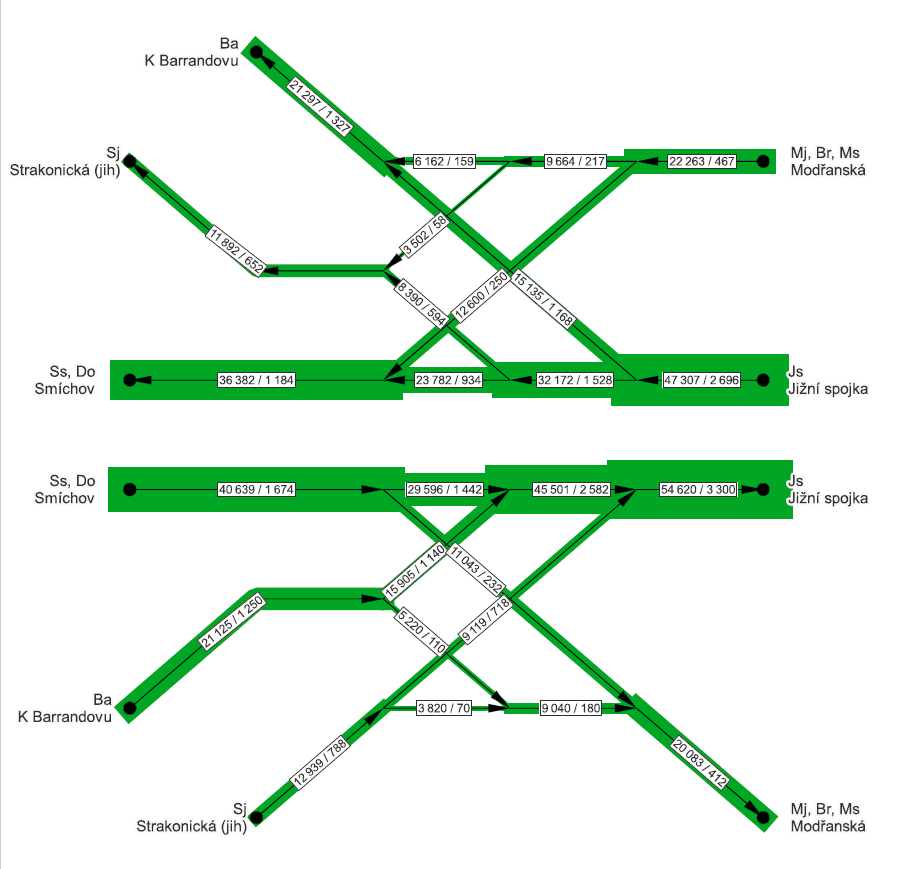 Ba
K Barrandovu
21 297 / 1 327
Sj
Strakonická (jih)
6 162 / 159
9 664 / 217
22 263 / 467
Mj, Br, Ms
Modřanská
3 502 / 58
11 892 / 652
8 390 / 594
12 600 / 250
15 135 / 1 168
Ss, Do
Smíchov
36 382 / 1 184
23 782 / 934
32 172 / 1 528
47 307 / 2 696
Js
Jižní spojka
Ss, Do
Smíchov
40 639 / 1 674
29 596 / 1 442
45 501 / 2 582
54 620 / 3 300
Js
Jižní spojka
15 905 / 1 140
11 043 / 232
21 125 / 1 250
5 220 / 110
9 119 / 718
Ba
K Barrandovu
3 820 / 70
9 040 / 180
12 939 / 788
20 083 / 412
Sj
Strakonická (jih)
Mj, Br, Ms
Modřanská